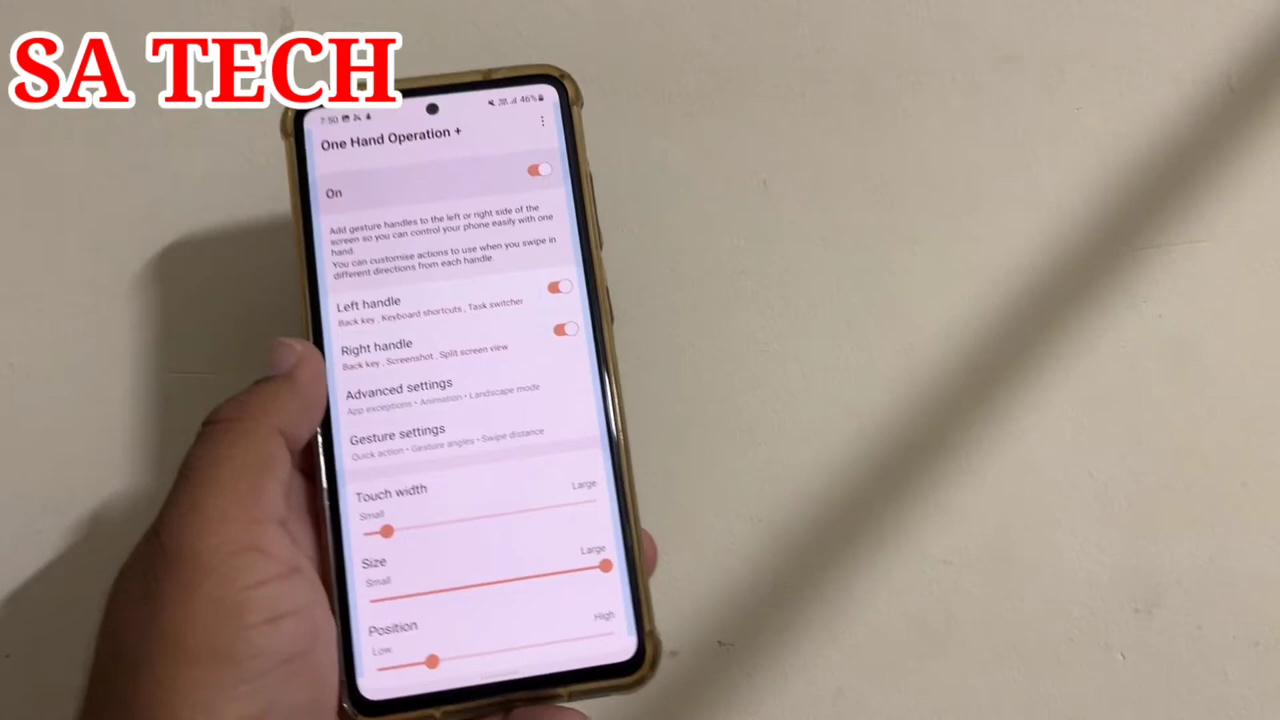 SA TECH
7:50
46%
One Hand Operation +
On
Add gesture handles to the left or right side of the
screen so you can control your phone easily with one
hand.
You can customise actions to use when you swipe in
different directions from each handle.
Left handle
Back key , Keyboard shortcuts , Task switcher
Right handle
Back key , Screenshot , Split screen view
Advanced settings
App exceptions • Animation • Landscape mode
Gesture settings
Quick action • Gesture angles • Swipe distance
Touch width
Small Large
Size
Small Large
Position
Low High